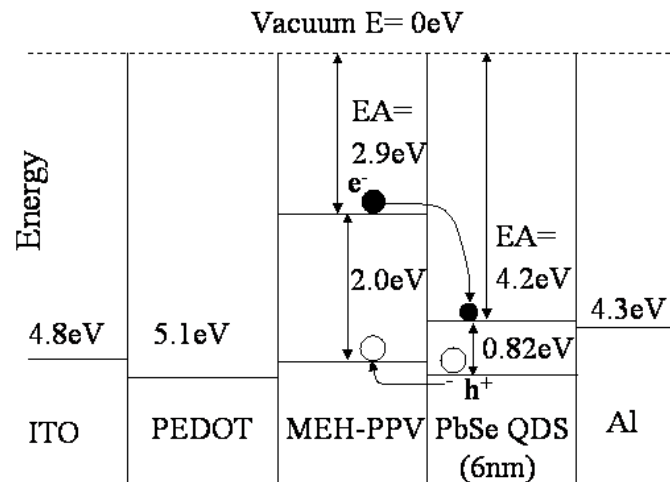 Vacuum E= 0eV
Energy
EA=
2.9eV
e-
2.0eV
EA=
4.2eV
4.8eV
5.1eV
4.3eV
0.82eV
- h+
ITO
PEDOT
MEH-PPV
PbSe QDS
(6nm)
Al